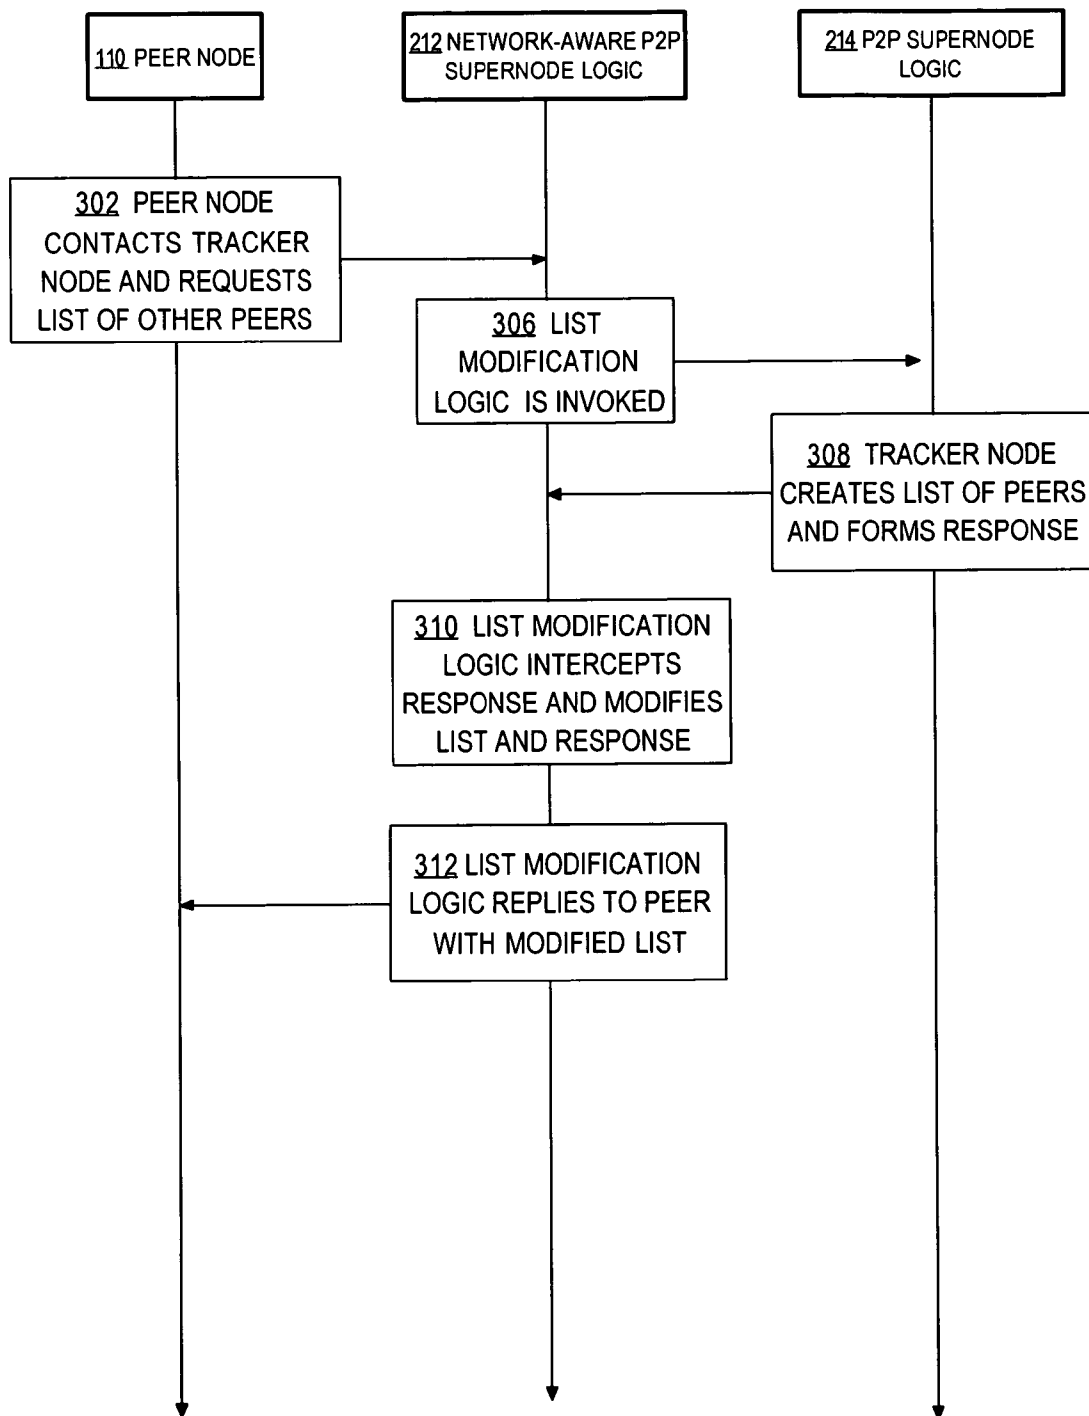 110 PEER NODE
212 NETWORK-AWARE P2P
SUPERNODE LOGIC
214 P2P SUPERNODE
LOGIC
302 PEER NODE
CONTACTS TRACKER
NODE AND REQUESTS
LIST OF OTHER PEERS
306 LIST
MODIFICATION
LOGIC IS INVOKED
308 TRACKER NODE
CREATES LIST OF PEERS
AND FORMS RESPONSE
310 LIST MODIFICATION
LOGIC INTERCEPTS
RESPONSE AND MODIFIES
LIST AND RESPONSE
312 LIST MODIFICATION
LOGIC REPLIES TO PEER
WITH MODIFIED LIST